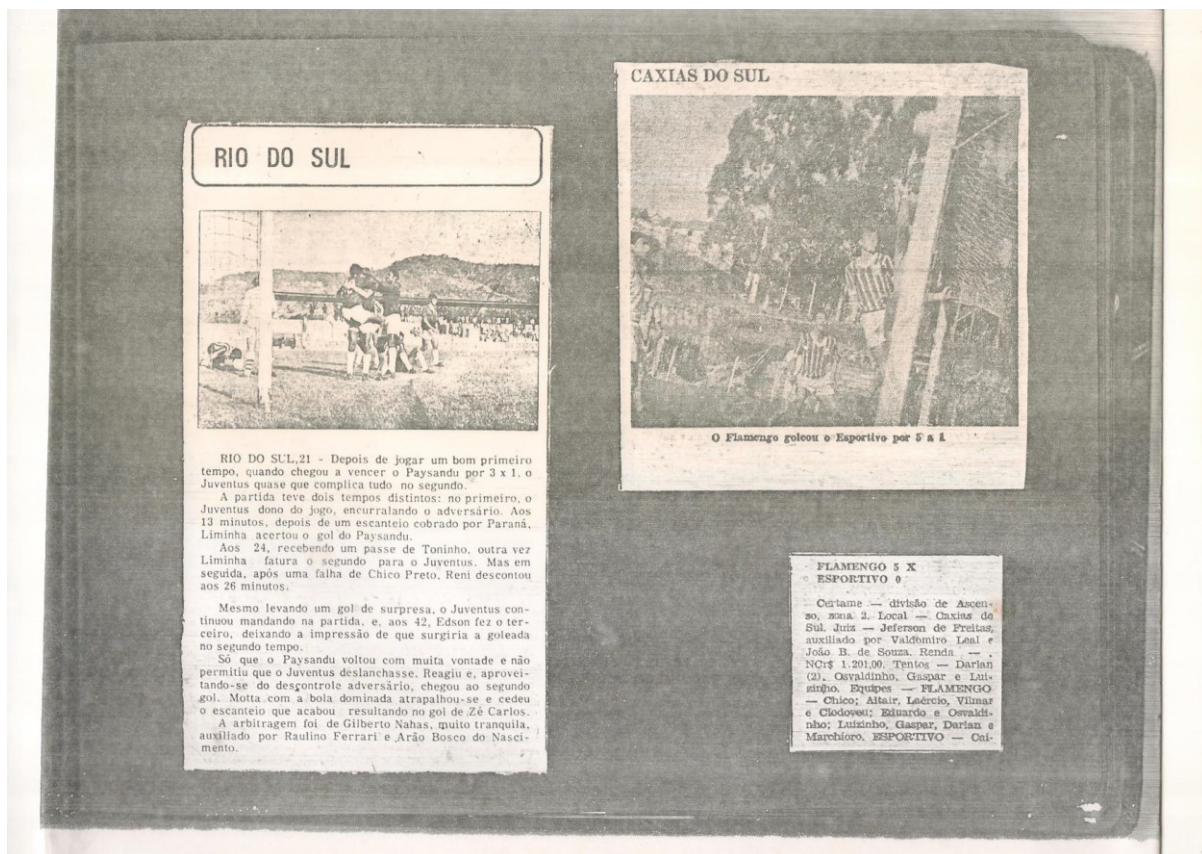 RIO DO SUL
RIO DO SUL,21 - Depois de jogar um bom primeiro
tempo, quando chegou a vencer o Paysandu por 3 x 1, o
Juventus quase que complica tudo no segundo.
A partida teve dois tempos distintos: no primeiro, o
Juventus dono do jogo, encurralando o adversário. Aos
13 minutos, depois de um escanteio cobrado por Paraná,
Liminha acertou o gol do Paysandu.
Aos 24, recebendo um passe de Toninho, outra vez
Liminha fatura o segundo para o Juventus. Mas em
seguida, após uma falha de Chico Preto, Reni descontou
aos 26 minutos.
Mesmo levando um gol de surpresa, o Juventus con-
tinuou mandando na partida, e, aos 42, Edson fez o ter-
ceiro, deixando a impressão de que surgiria a goleada
no segundo tempo.
Só que o Paysandu voltou com muita vontade e não
permitiu que o Juventus deslanchasse. Reagiu e, aprovei-
tando-se do descontrole adversário, chegou ao segundo
gol. Motta com a bola dominada atrapalhou-se e cedeu
o escanteio que acabou resultando no gol de Zé Carlos.
A arbitragem foi de Gilberto Nahas, muito tranquila,
auxiliado por Raulino Ferrari e Arão Bosco do Nasci-
mento.
CAXIAS DO SUL
O Flamengo goleou o Esportivo por 5 a 1
FLAMENGO 5 X
ESPORTIVO 0
Certame — divisão de Ascen-
so, zona 2. Local — Caxias do
Sul. Juiz — Jeferson de Freitas,
auxiliado por Valdomiro Leal e
João B. de Souza. Renda — .
NCr$ 1.201,00. Tentos — Darlan
(2), Osvaldinho, Gaspar e Lui-
zinho. Equipes — FLAMENGO
— Chico; Altair, Laércio, Vilmar
e Clodoveu; Eduardo e Osvaldi-
nho; Luizinho, Gaspar, Darlan e
Marchioro. ESPORTIVO — Cai-